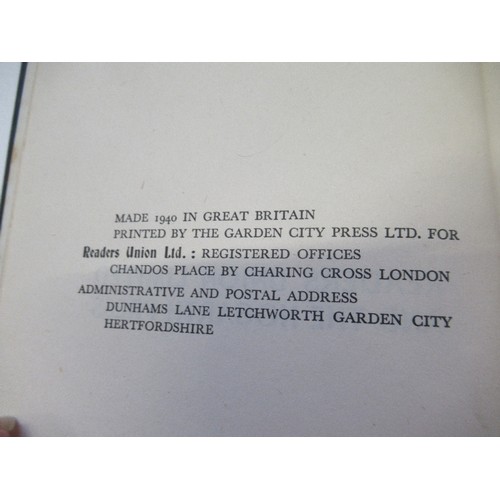 MADE 1940 IN GREAT BRITAIN
PRINTED BY THE GARDEN CITY PRESS LTD. FOR
Readers Union Ltd. : REGISTERED OFFICES
CHANDOS PLACE BY CHARING CROSS LONDON
ADMINISTRATIVE AND POSTAL ADDRESS
DUNHAMS LANE LETCHWORTH GARDEN CITY
HERTFORDSHIRE